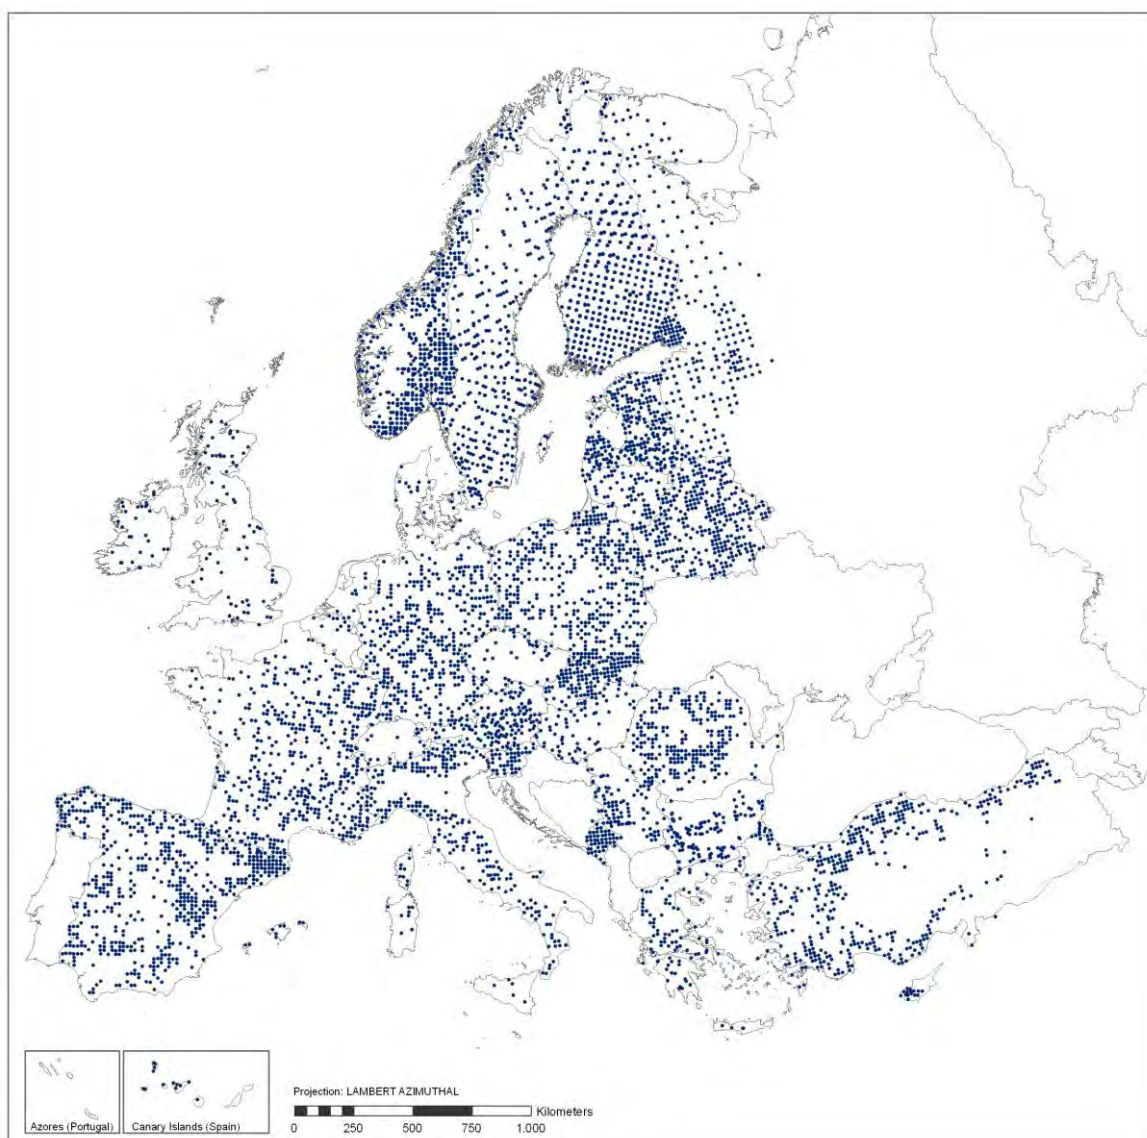 Azores (Portugal)
Canary Islands (Spain)
Projection: LAMBERT AZIMUTHAL
Kilometers
0 250 500 750 1.000